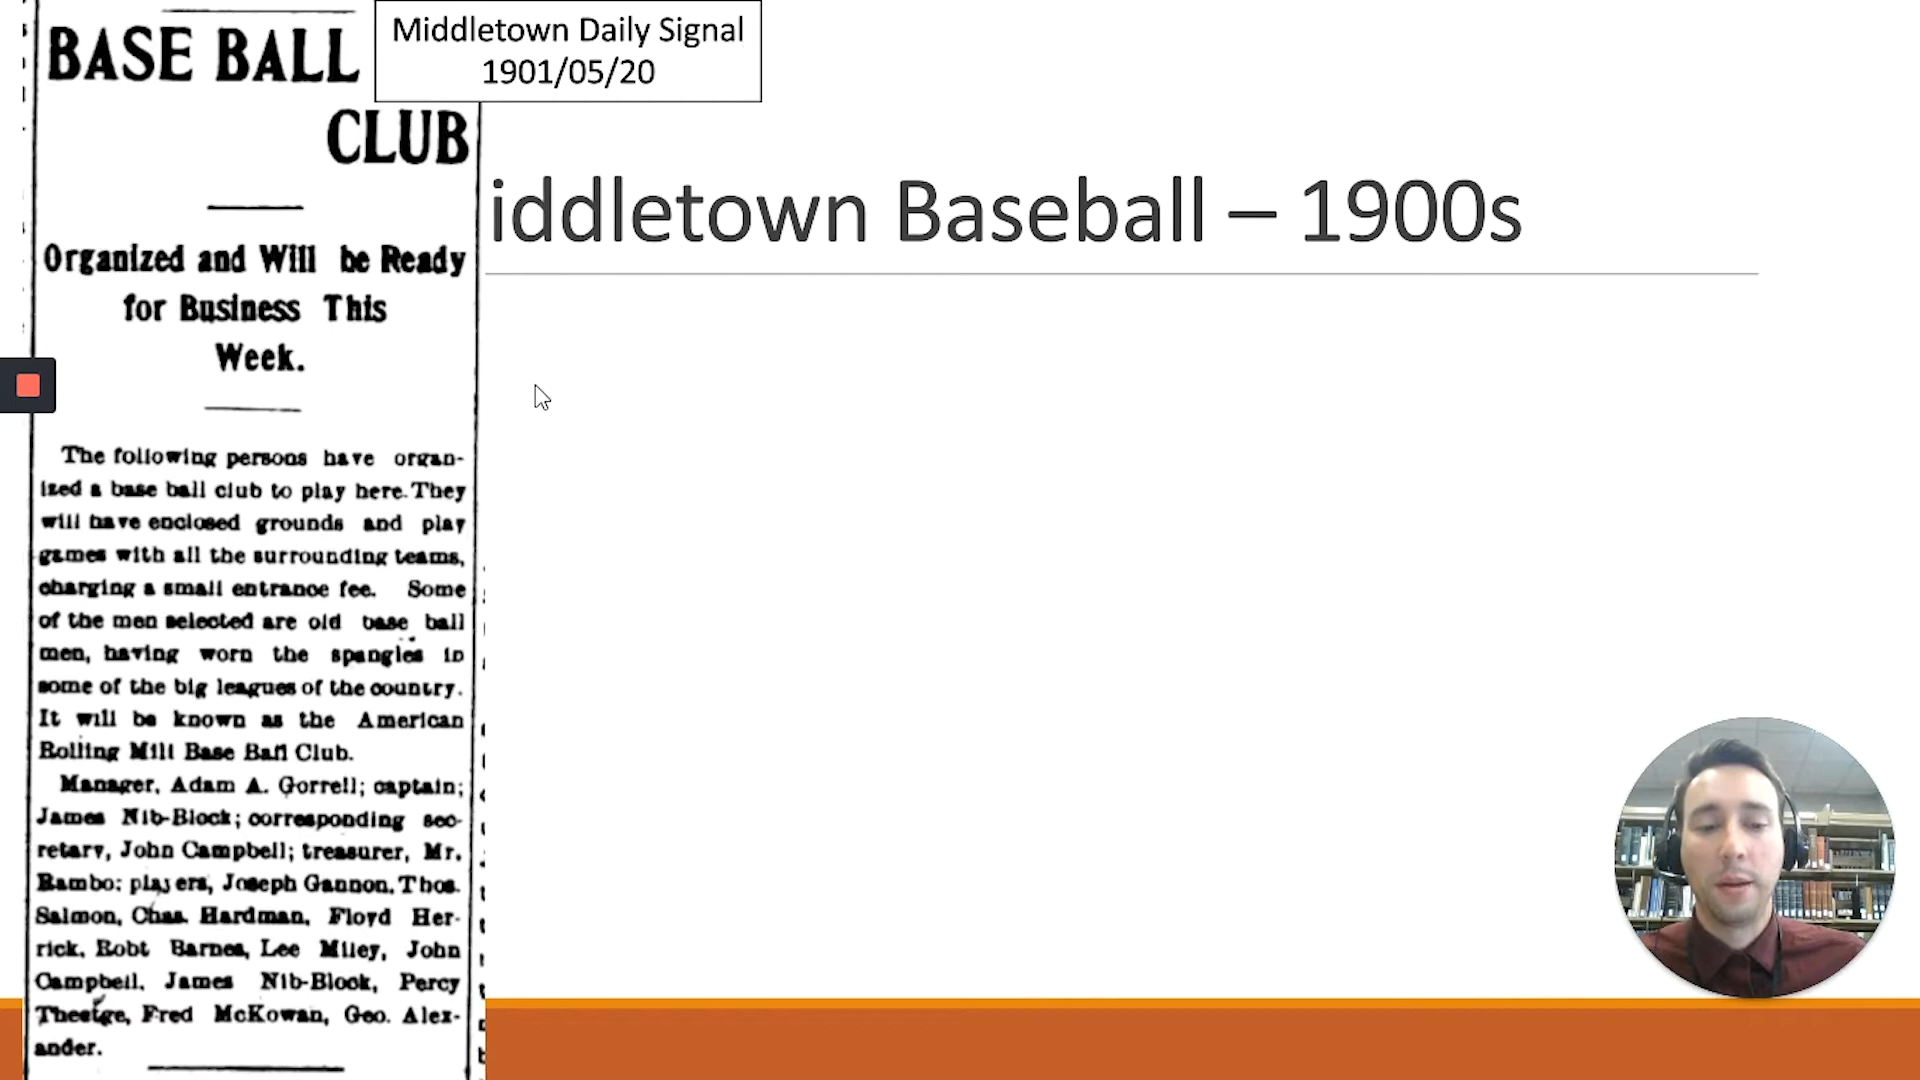 BASE BALL
CLUB
Organized and Will be Ready
for Business This
Week.
The following persons have organ-
ized a base ball club to play here. They
will have enclosed grounds and play
games with all the surrounding teams,
charging a small entrance fee. Some
of the men selected are old base ball
men, having worn the spangles in
some of the big leagues of the country.
It will be known as the American
Rolling Mill Base Ball Club.
Manager, Adam A. Gorrell; captain;
James Nib-Block; corresponding sec-
retary, John Campbell; treasurer, Mr.
Rambo; players, Joseph Gannon, Thos.
Salmon, Chas. Hardman, Floyd Her-
rick, Robt Barnes, Lee Miley, John
Campbell, James Nib-Block, Percy
Fred McKowan, Geo. Alex-
ander.
Middletown Daily Signal
1901/05/20
iddletown Baseball – 1900s